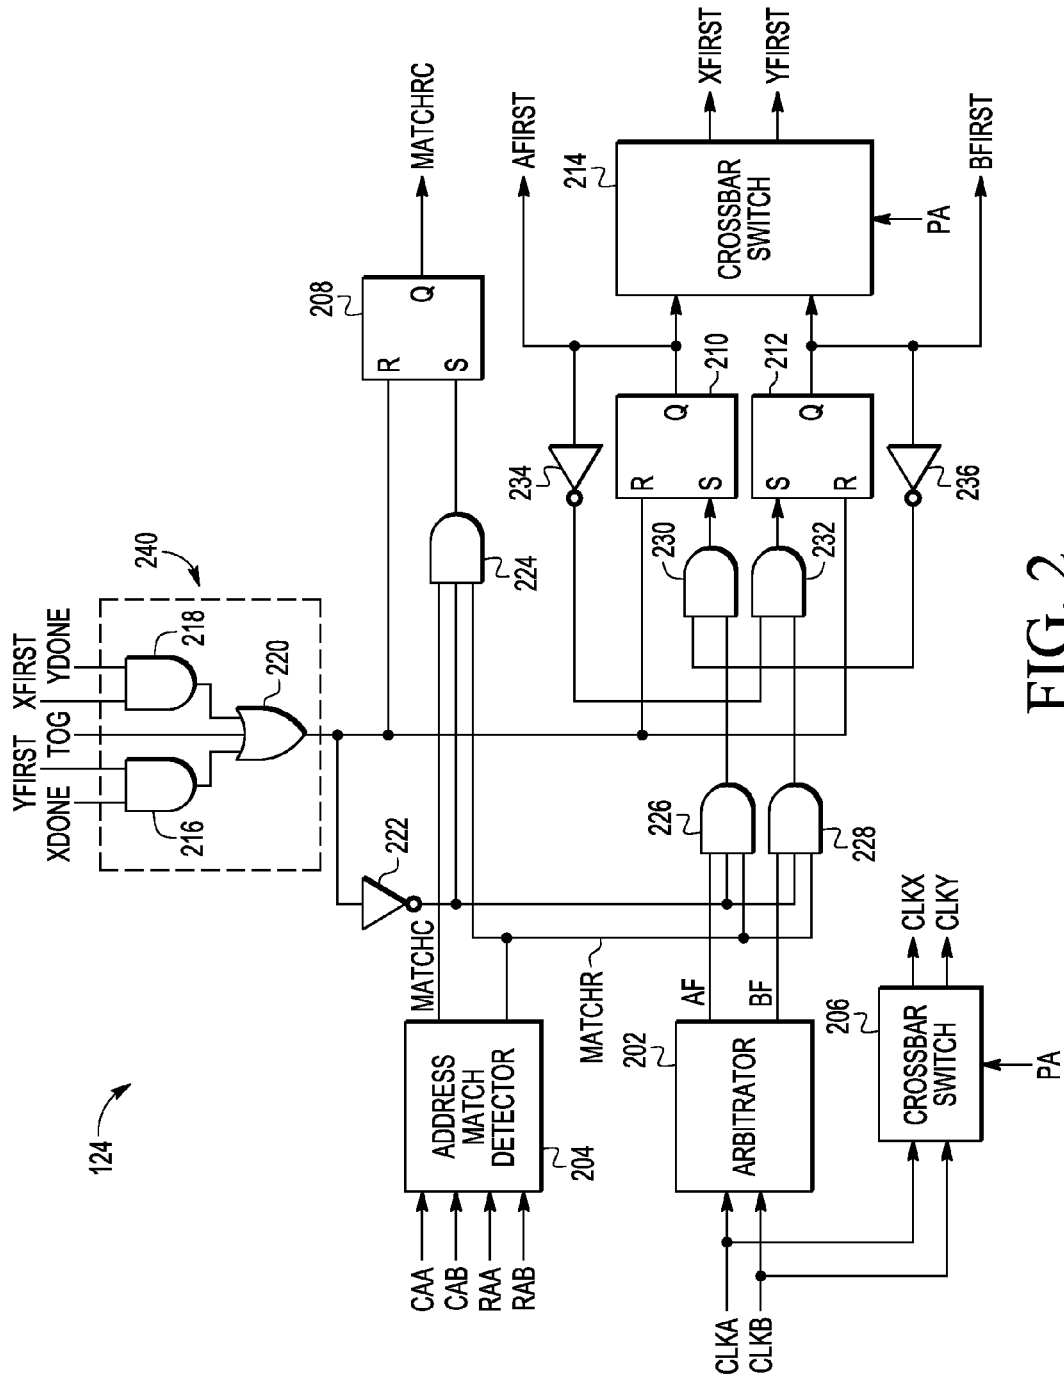 124
CAA
CAB
RAA
RAB
ADDRESS
MATCH
DETECTOR
204
MATCHC
MATCHR
CLKA
CLKB
ARBITRATOR
202
AF
BF
CROSSBAR
SWITCH
206
PA
CLKX
CLKY
XDONE
YFIRST
TOG
XFIRST
YDONE
216
218
220
240
222
224
226
228
R
S
Q
208
MATCHRC
230
232
234
236
R
S
Q
210
S
R
Q
212
AFIRST
BFIRST
CROSSBAR
SWITCH
214
PA
XFIRST
YFIRST
FIG. 2